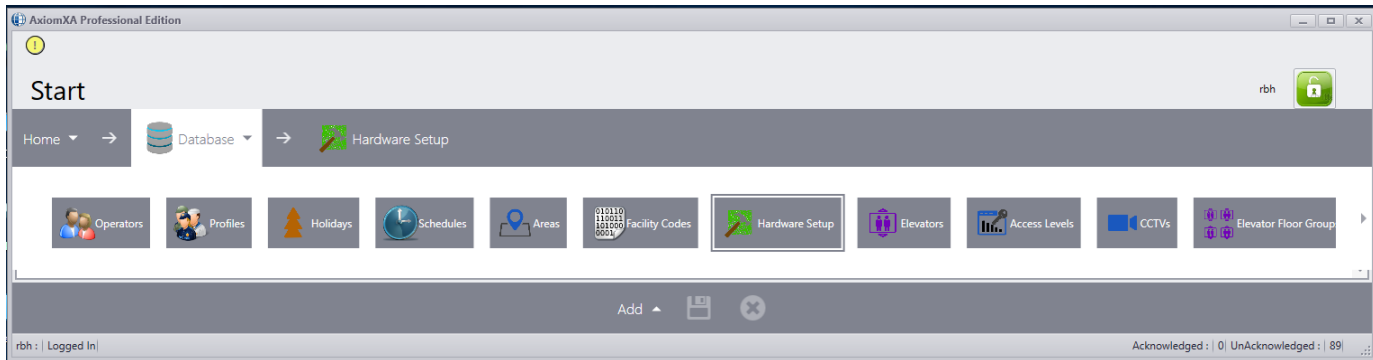 AxiomXA Professional Edition
Start
rbh
Home → Database → Hardware Setup
Operators Profiles Holidays Schedules Areas 010110 110011 101000 0001 Facility Codes Hardware Setup Elevators Access Levels CCTVs Elevator Floor Group
Add
rbh : | Logged In| Acknowledged : | 0| UnAcknowledged : | 89|